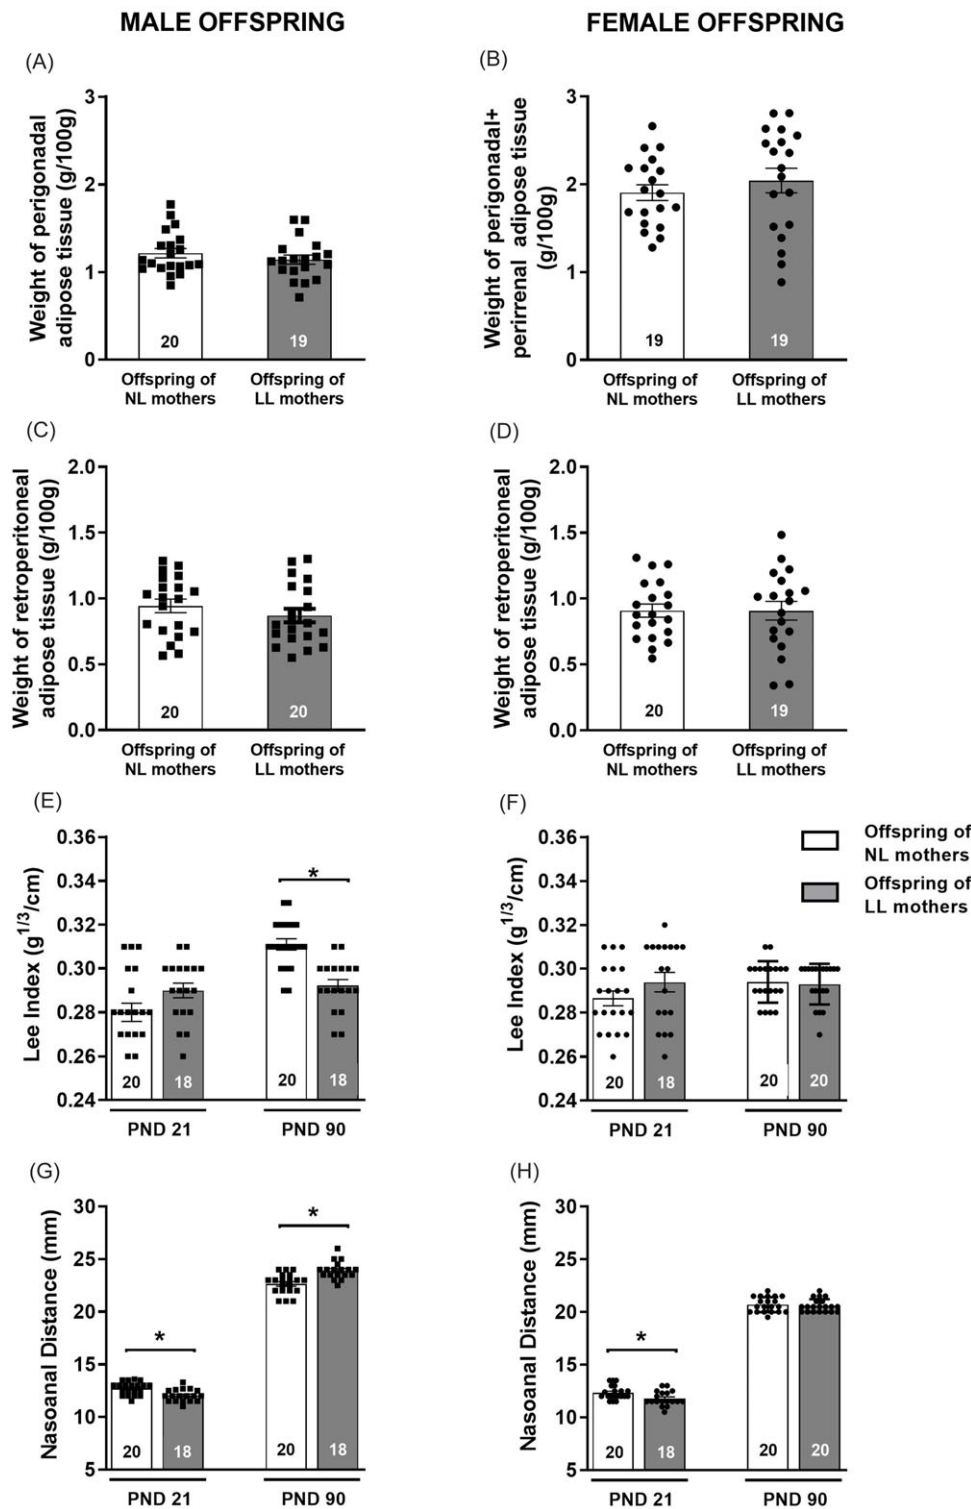 MALE OFFSPRING
FEMALE OFFSPRING
(A)
Weight of perigonadal
adipose tissue (g/100g)
3
2
1
0
20
19
Offspring of
NL mothers
Offspring of
LL mothers
(B)
Weight of perigonadal+
perirrenal adipose tissue
(g/100g)
3
2
1
0
19
19
Offspring of
NL mothers
Offspring of
LL mothers
(C)
Weight of retroperitoneal
adipose tissue (g/100g)
2.0
1.5
1.0
0.5
0.0
20
20
Offspring of
NL mothers
Offspring of
LL mothers
(D)
Weight of retroperitoneal
adipose tissue (g/100g)
2.0
1.5
1.0
0.5
0.0
20
19
Offspring of
NL mothers
Offspring of
LL mothers
(E)
Lee Index (g1/3/cm)
0.36
0.34
0.32
0.30
0.28
0.26
0.24
*
20
18
20
18
PND 21
PND 90
(F)
Lee Index (g1/3/cm)
0.36
0.34
0.32
0.30
0.28
0.26
0.24
20
18
20
20
PND 21
PND 90
Offspring of
NL mothers
Offspring of
LL mothers
(G)
Nasoanal Distance (mm)
30
25
20
15
10
5
*
*
20
18
20
18
PND 21
PND 90
(H)
Nasoanal Distance (mm)
30
25
20
15
10
5
*
20
18
20
20
PND 21
PND 90